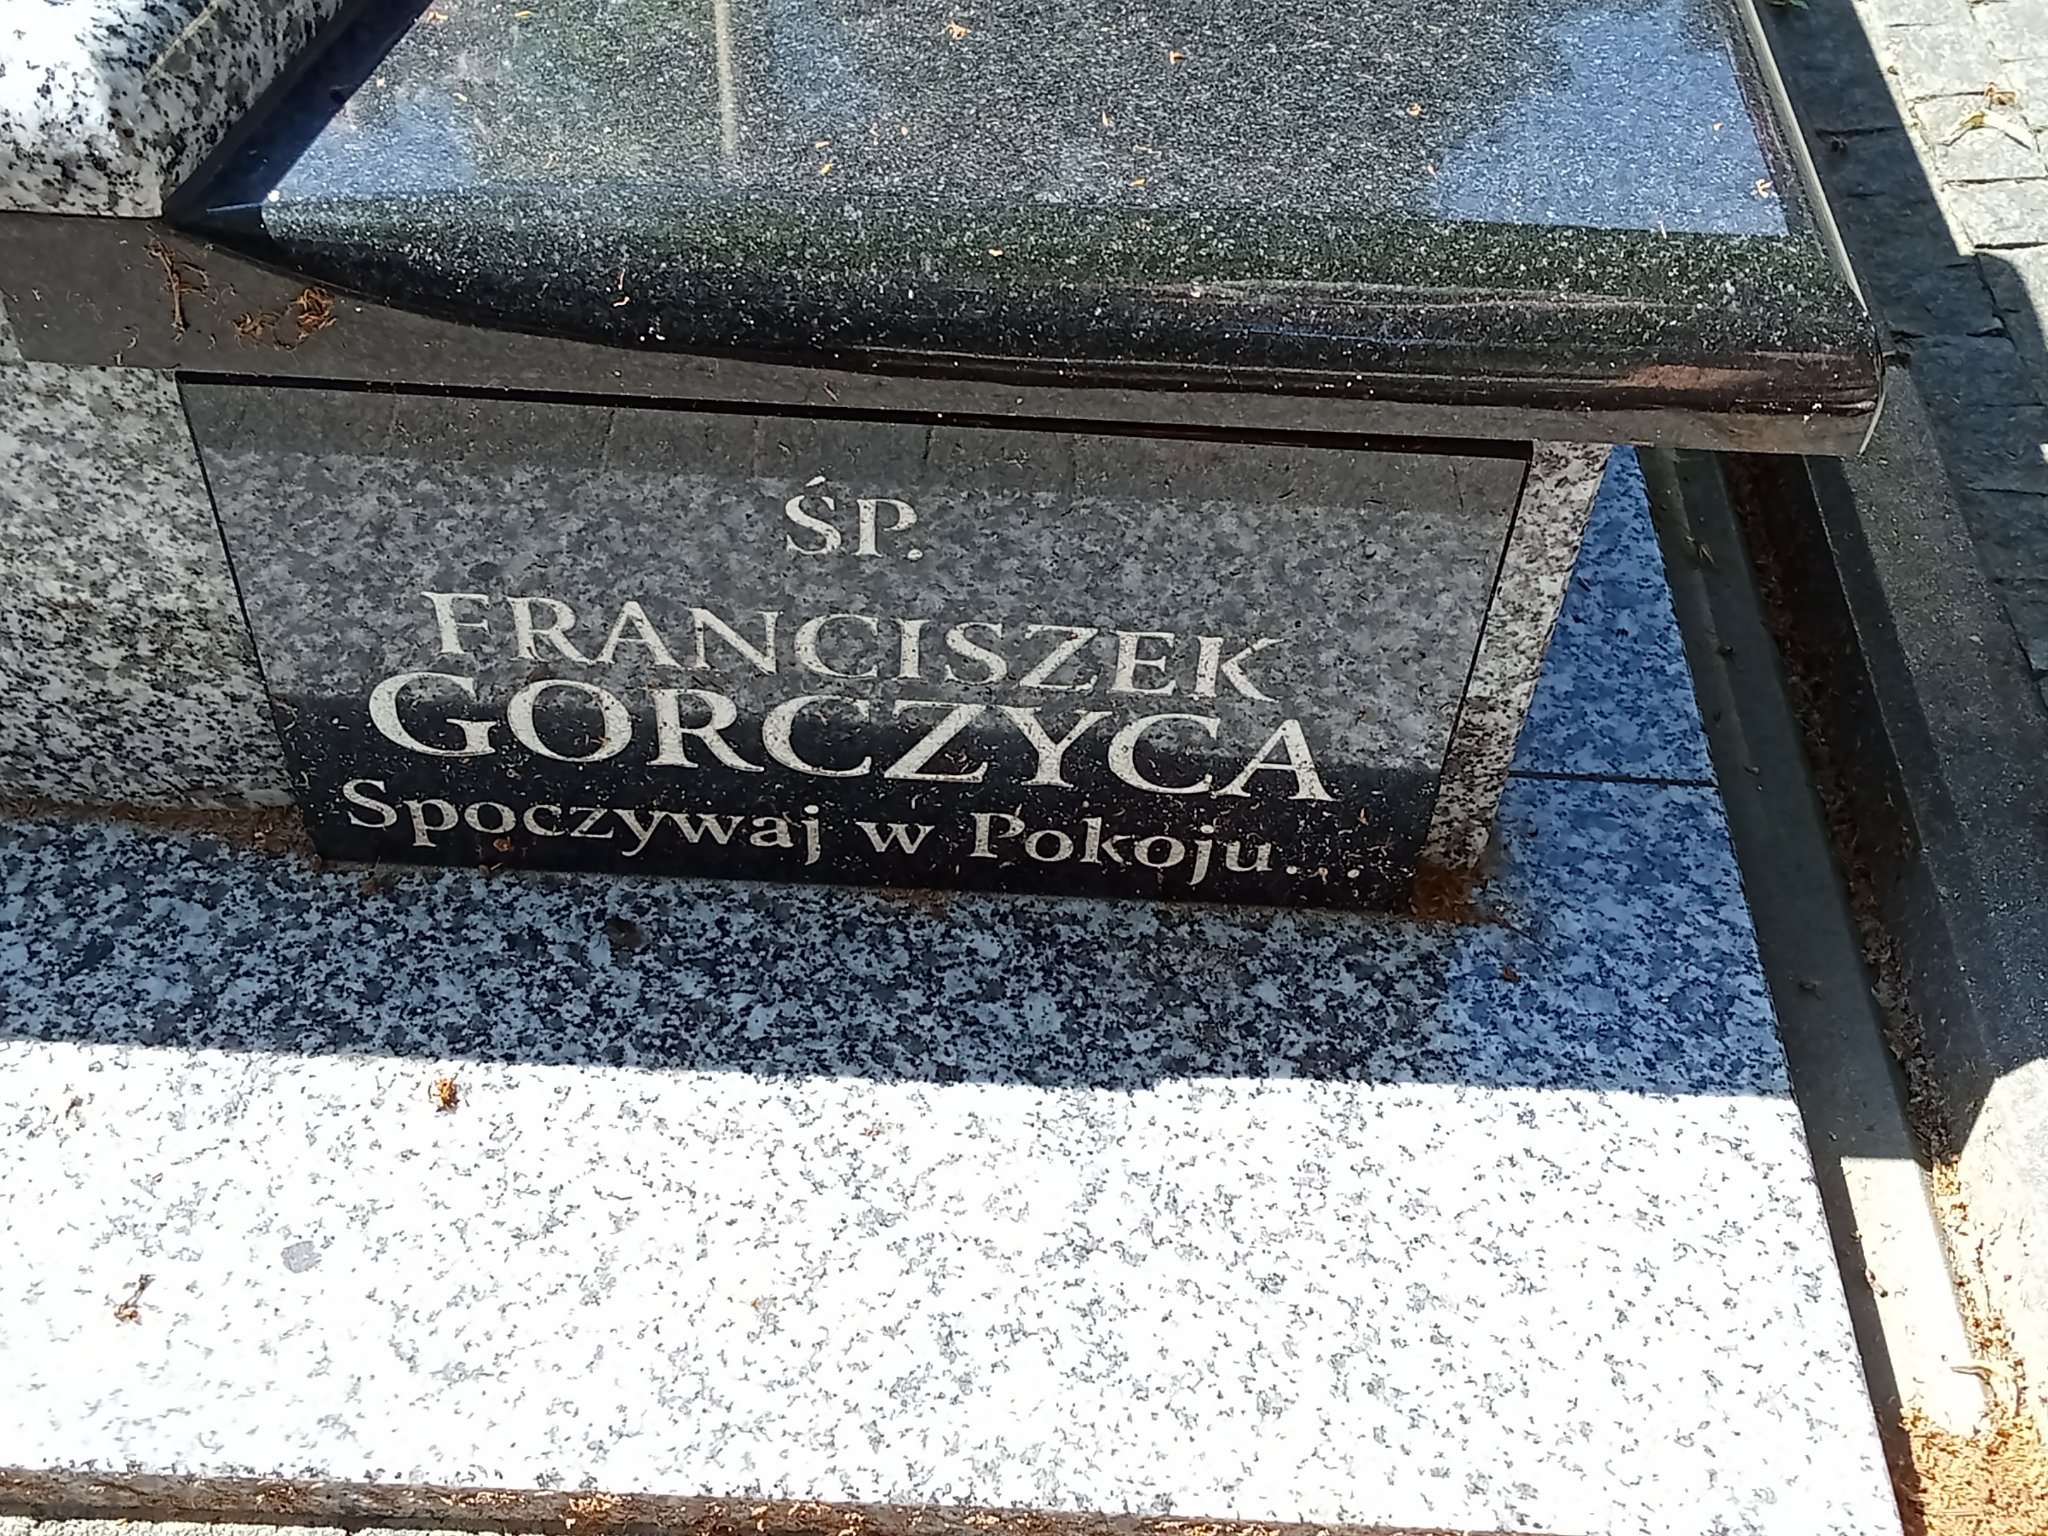 ŚP.
FRANCISZEK
GORCZYCA
Spoczywaj w Pokoju...